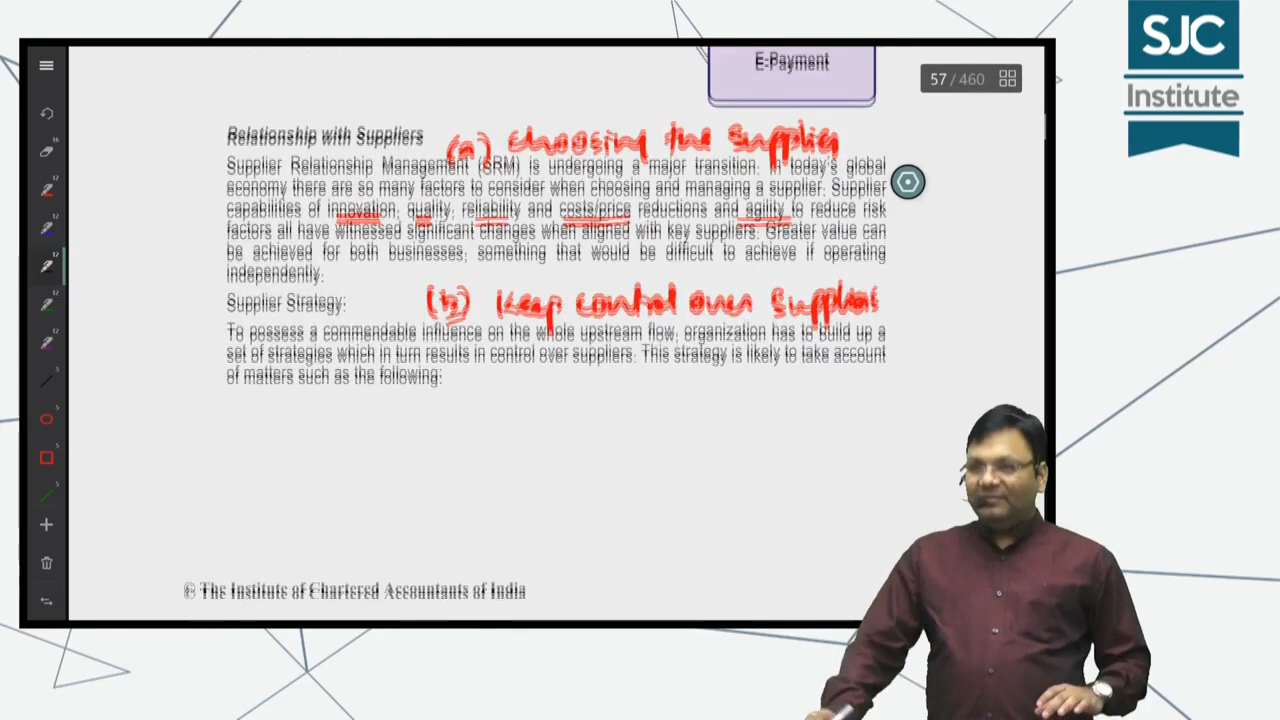 SJC
Institute
E-Payment
57 / 460
Relationship with Suppliers
(a) choosing the Supplier
Supplier Relationship Management (SRM) is undergoing a major transition. In today's global
economy there are so many factors to consider when choosing and managing a supplier. Supplier
capabilities of innovation, quality, reliability and costs/price reductions and agility to reduce risk
factors all have witnessed significant changes when aligned with key suppliers. Greater value can
be achieved for both businesses, something that would be difficult to achieve if operating
independently.
Supplier Strategy:
(b) Keep control over Suppliers
To possess a commendable influence on the whole upstream flow, organization has to build up a
set of strategies which in turn results in control over suppliers. This strategy is likely to take account
of matters such as the following:
© The Institute of Chartered Accountants of India